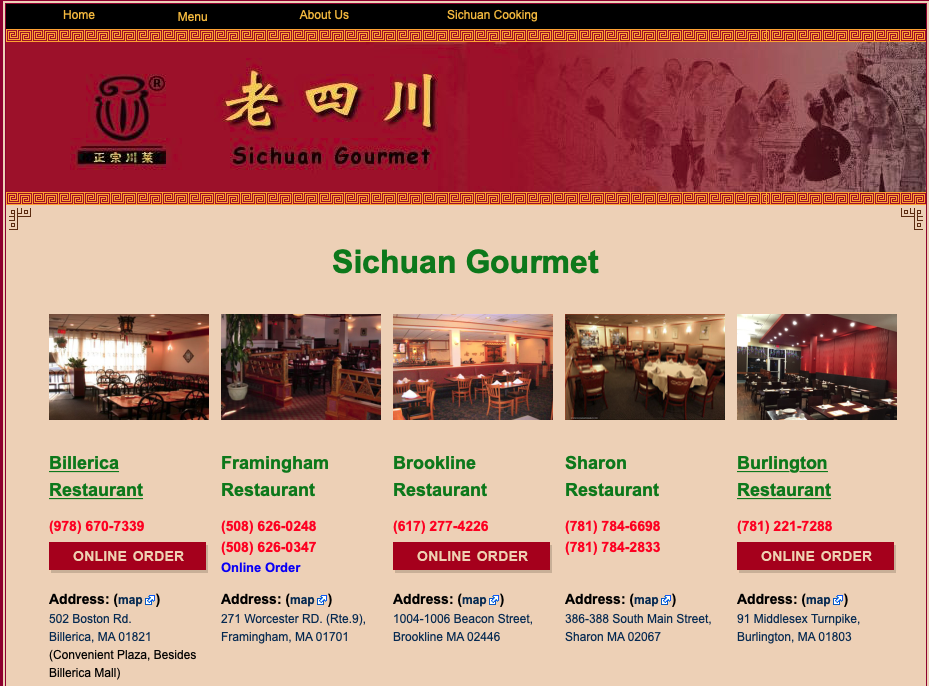 Home Menu About Us Sichuan Cooking
®
老四川
正宗川菜
Sichuan Gourmet
Sichuan Gourmet
Billerica
Restaurant
(978) 670-7339
ONLINE ORDER
Address: (map)
502 Boston Rd.
Billerica, MA 01821
(Convenient Plaza, Besides
Billerica Mall)
Framingham
Restaurant
(508) 626-0248
(508) 626-0347
Online Order
Address: (map)
271 Worcester RD. (Rte.9),
Framingham, MA 01701
Brookline
Restaurant
(617) 277-4226
ONLINE ORDER
Address: (map)
1004-1006 Beacon Street,
Brookline MA 02446
Sharon
Restaurant
(781) 784-6698
(781) 784-2833
Address: (map)
386-388 South Main Street,
Sharon MA 02067
Burlington
Restaurant
(781) 221-7288
ONLINE ORDER
Address: (map)
91 Middlesex Turnpike,
Burlington, MA 01803